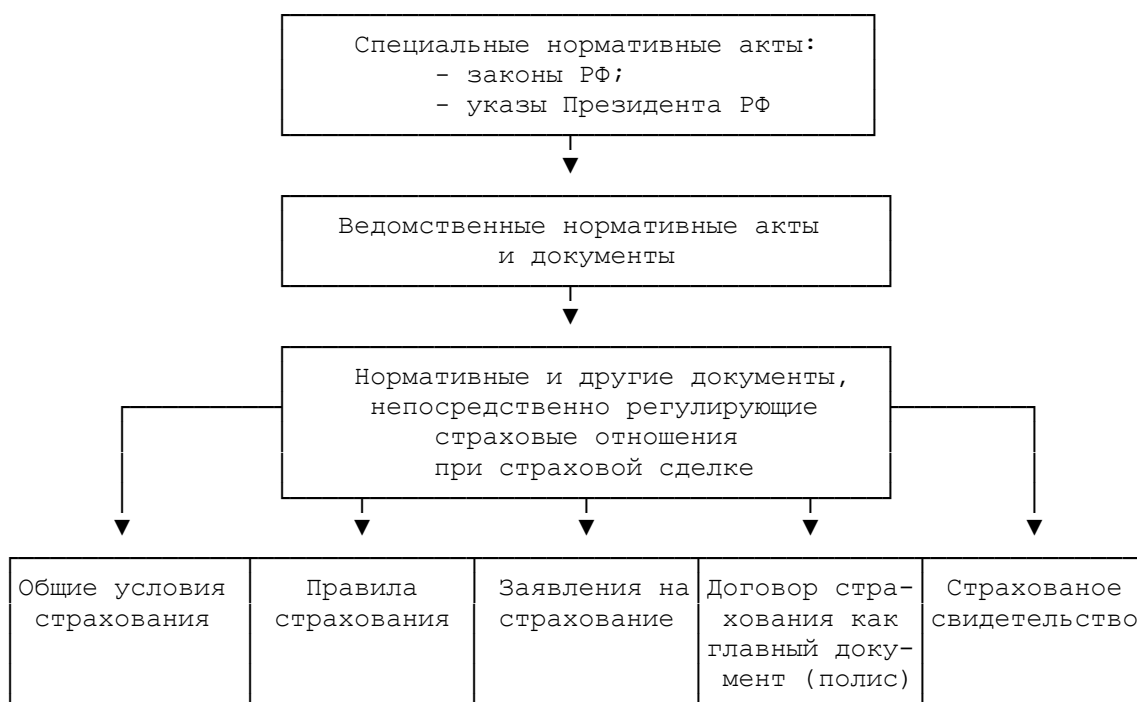 Специальные нормативные акты:
- законы РФ;
- указы Президента РФ
Ведомственные нормативные акты
и документы
Нормативные и другие документы,
непосредственно регулирующие
страховые отношения
при страховой сделке
Общие условия
страхования
Правила
страхования
Заявления на
страхование
Договор стра-
хования как
главный доку-
мент (полис)
Страхованое
свидетельство